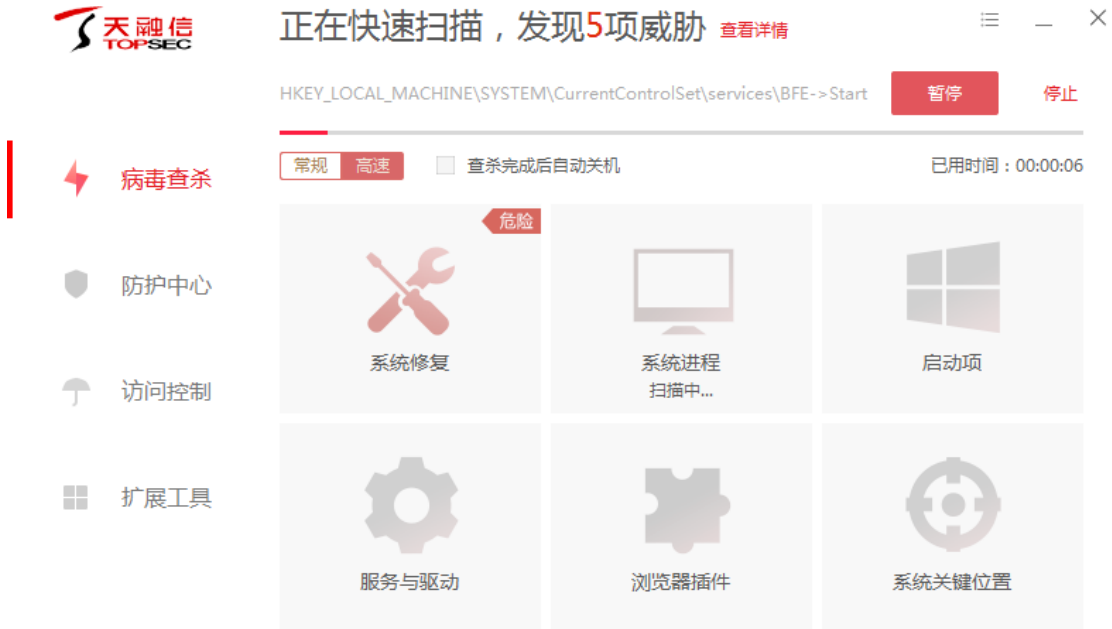 天融信
TOPSEC
正在快速扫描，发现5项威胁 查看详情
HKEY_LOCAL_MACHINE\SYSTEM\CurrentControlSet\services\BFE->Start 暂停 停止
常规 高速 查杀完成后自动关机 已用时间：00:00:06
病毒查杀
防护中心
访问控制
扩展工具
危险
系统修复
系统进程
扫描中...
启动项
服务与驱动
浏览器插件
系统关键位置